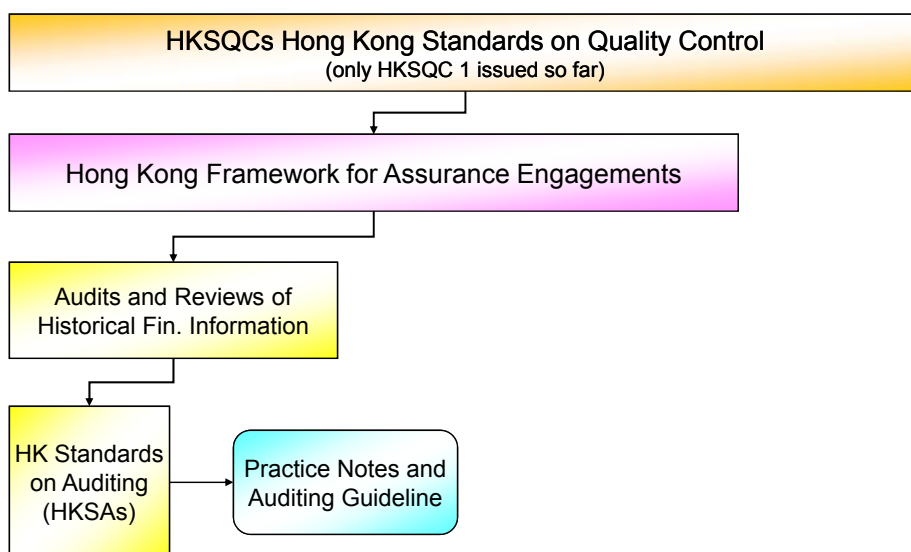 HKSQCs Hong Kong Standards on Quality Control
(only HKSQC 1 issued so far)
Hong Kong Framework for Assurance Engagements
Audits and Reviews of
Historical Fin. Information
HK Standards
on Auditing
(HKSAs)
Practice Notes and
Auditing Guideline